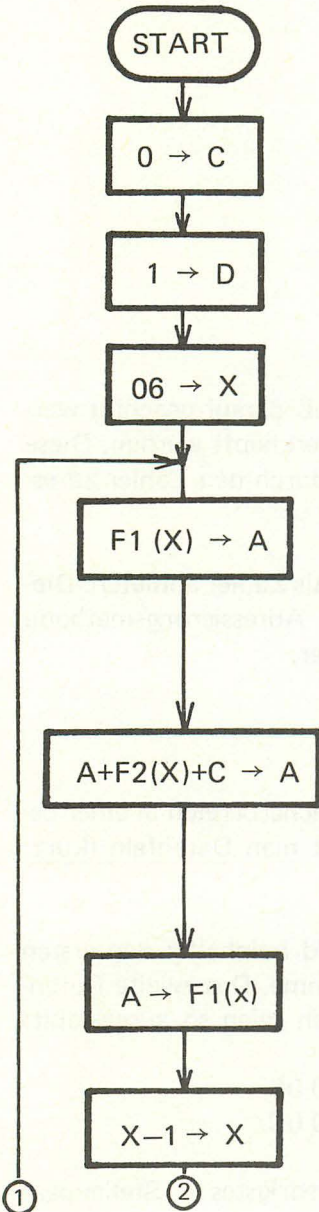 START
0 → C
1 → D
06 → X
F1 (X) → A
A+F2(X)+C → A
A → F1(x)
X–1 → X
1
2